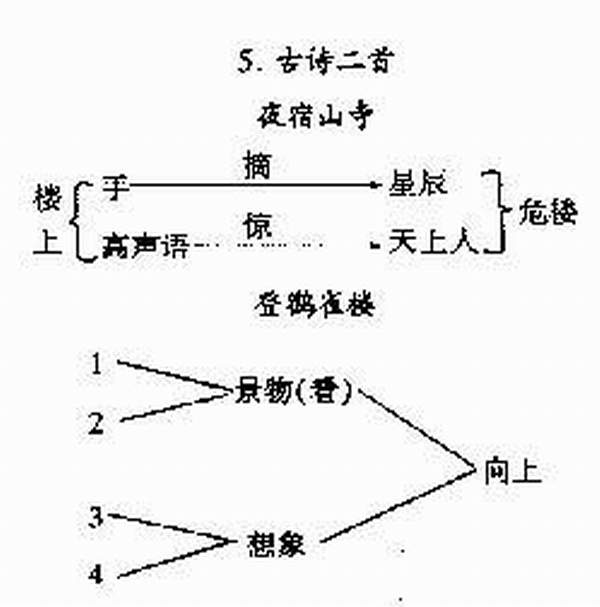 5. 古诗二首
夜宿山寺
摘
楼上
手
星辰
危楼
惊
高声语
天上人
登鹳雀楼
1
景物(看)
2
向上
3
想象
4